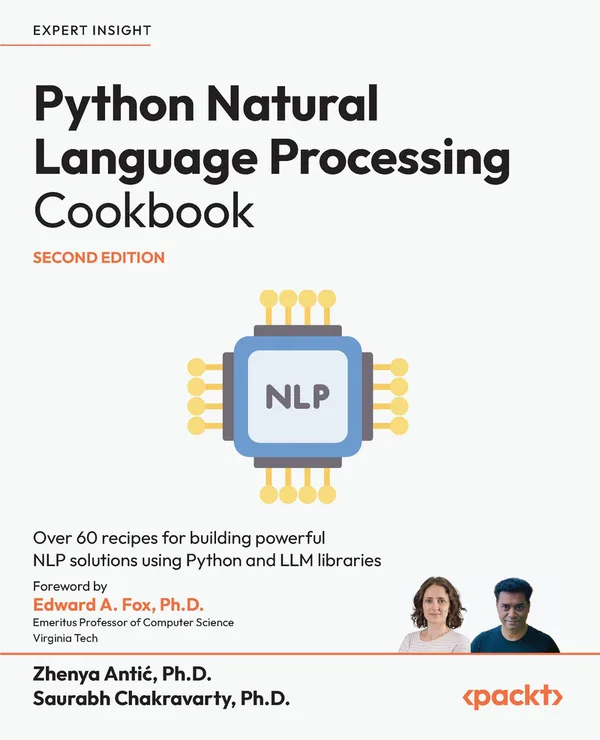 EXPERT INSIGHT
Python Natural
Language Processing
Cookbook
SECOND EDITION
NLP
Over 60 recipes for building powerful
NLP solutions using Python and LLM libraries
Foreword by
Edward A. Fox, Ph.D.
Emeritus Professor of Computer Science
Virginia Tech
Zhenya Antić, Ph.D.
Saurabh Chakravarty, Ph.D.
<packt>